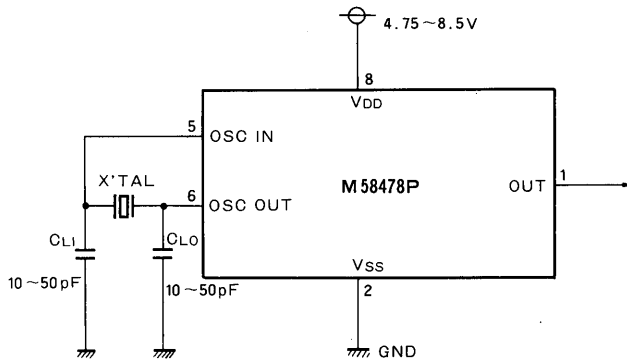 4.75～8.5V
8
VDD
5
OSC IN
X'TAL
M58478P
OUT
1
6
OSC OUT
CLI
CLO
VSS
10～50pF
10～50pF
2
GND